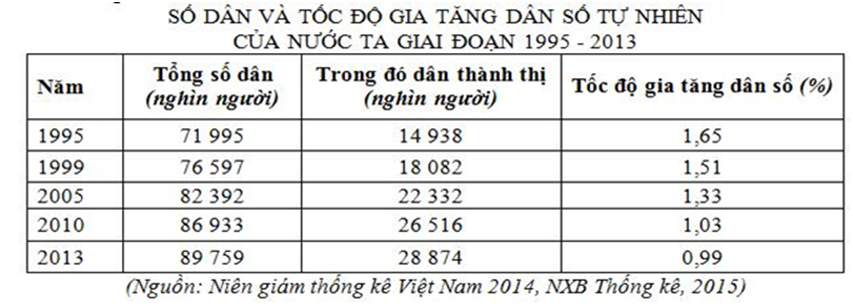 SỐ DÂN VÀ TỐC ĐỘ GIA TĂNG DÂN SỐ TỰ NHIÊN
CỦA NƯỚC TA GIAI ĐOẠN 1995 - 2013
Năm Tổng số dân (nghìn người) Trong đó dân thành thị (nghìn người) Tốc độ gia tăng dân số (%)
1995 71 995 14 938 1,65
1999 76 597 18 082 1,51
2005 82 392 22 332 1,33
2010 86 933 26 516 1,03
2013 89 759 28 874 0,99
(Nguồn: Niên giám thống kê Việt Nam 2014, NXB Thống kê, 2015)